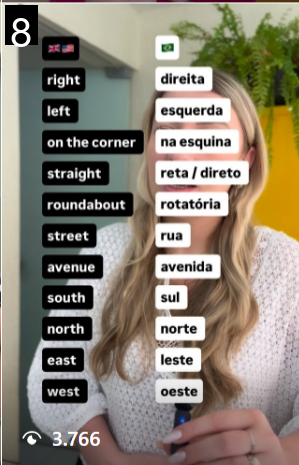 8
right direita
left esquerda
on the corner na esquina
straight reta / direto
roundabout rotatória
street rua
avenue avenida
south sul
north norte
east leste
west oeste
3.766